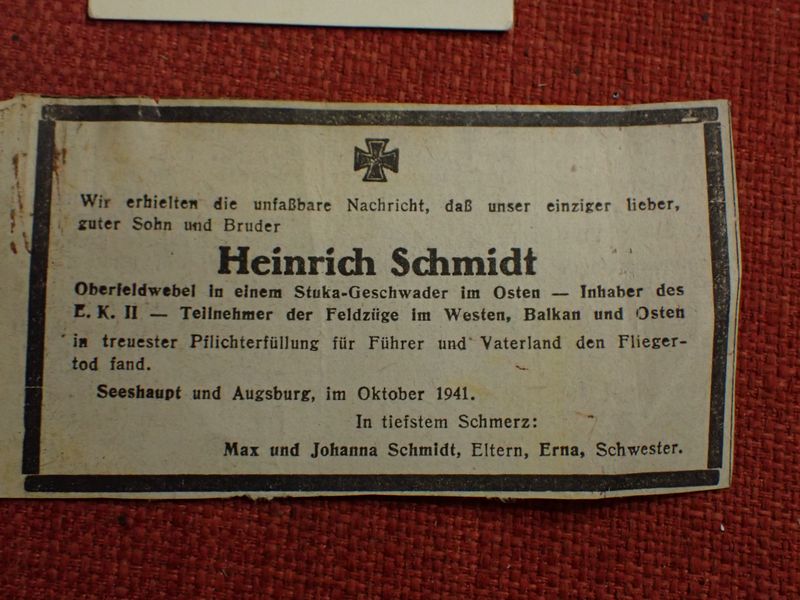 Wir erhielten die unfaßbare Nachricht, daß unser einziger lieber,
guter Sohn und Bruder
Heinrich Schmidt
Oberfeldwebel in einem Stuka-Geschwader im Osten — Inhaber des
E. K. II — Teilnehmer der Feldzüge im Westen, Balkan und Osten
in treuester Pflichterfüllung für Führer und Vaterland den Flieger-
tod fand.
Seeshaupt und Augsburg, im Oktober 1941.
In tiefstem Schmerz:
Max und Johanna Schmidt, Eltern, Erna, Schwester.